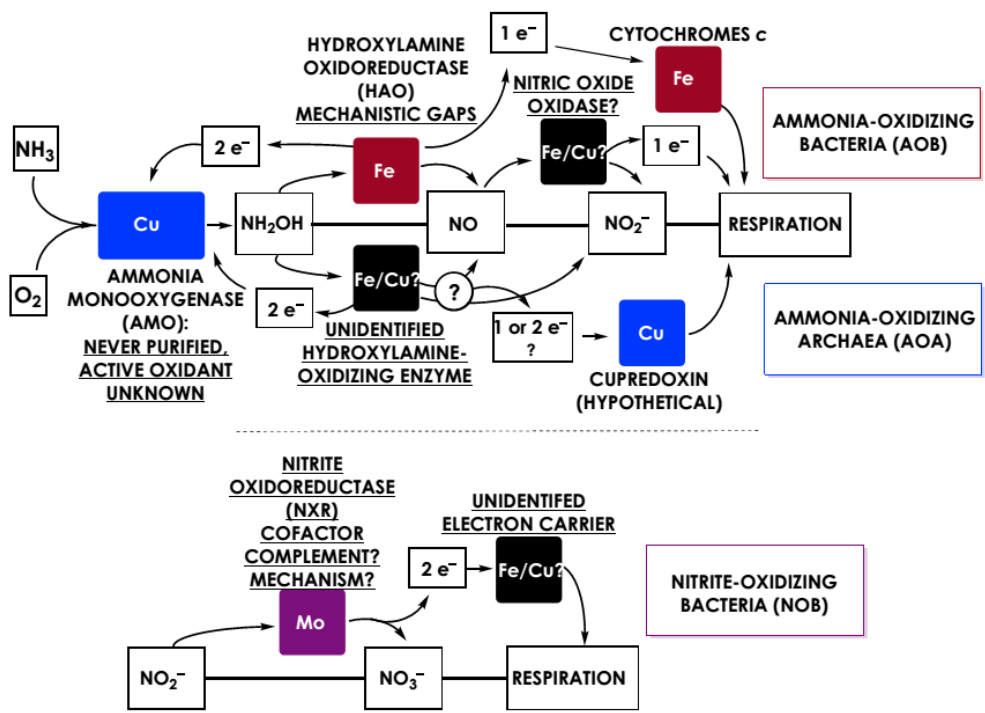 1 e⁻
CYTOCHROMES c
Fe
HYDROXYLAMINE
OXIDOREDUCTASE
(HAO)
MECHANISTIC GAPS
NITRIC OXIDE
OXIDASE?
Fe/Cu?
1 e⁻
AMMONIA-OXIDIZING
BACTERIA (AOB)
NH₃
2 e⁻
Fe
Cu
NH₂OH
NO
NO₂⁻
RESPIRATION
O₂
AMMONIA
MONOOXYGENASE
(AMO):
NEVER PURIFIED,
ACTIVE OXIDANT
UNKNOWN
2 e⁻
Fe/Cu?
?
UNIDENTIFIED
HYDROXYLAMINE-
OXIDIZING ENZYME
1 or 2 e⁻
?
Cu
CUPREDOXIN
(HYPOTHETICAL)
AMMONIA-OXIDIZING
ARCHAEA (AOA)
NITRITE
OXIDOREDUCTASE
(NXR)
COFACTOR
COMPLEMENT?
MECHANISM?
Mo
2 e⁻
UNIDENTIFED
ELECTRON CARRIER
Fe/Cu?
NITRITE-OXIDIZING
BACTERIA (NOB)
NO₂⁻
NO₃⁻
RESPIRATION